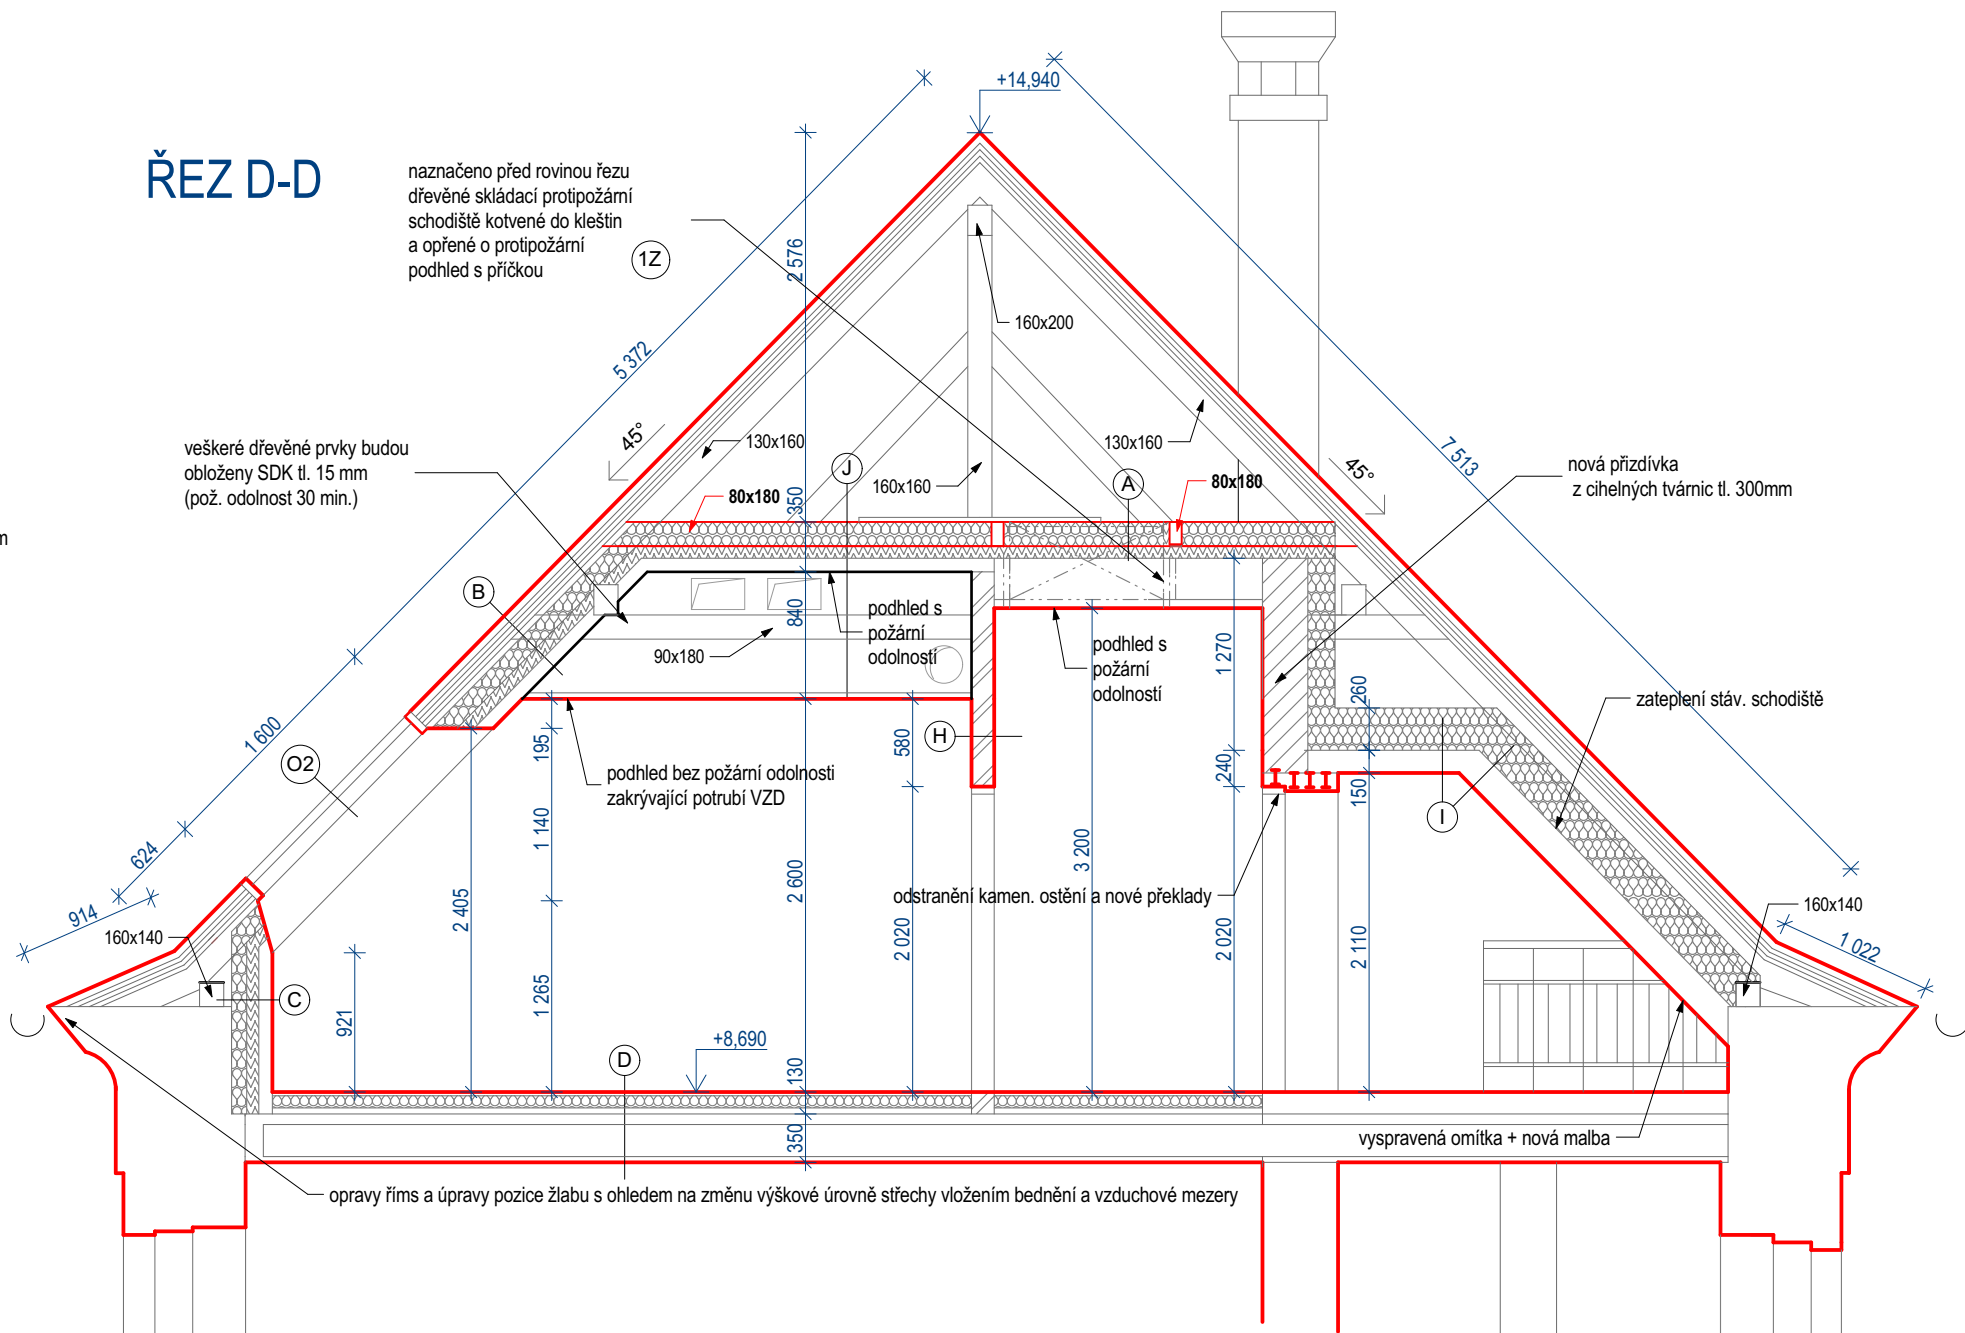 ŘEZ D-D
naznačeno před rovinou řezu
dřevěné skládací protipožární
schodiště kotvené do kleštin
a opřené o protipožární
podhled s příčkou
1Z
+14,940
2 576
5 372
7 513
160x200
130x160
130x160
45°
45°
veškeré dřevěné prvky budou
obloženy SDK tl. 15 mm
(pož. odolnost 30 min.)
m
nová přizdívka
z cihelných tvárnic tl. 300mm
J
A
160x160
80x180
80x180
350
B
840
podhled s
požární
odolností
90x180
podhled s
požární
odolností
1 270
260
zateplení stáv. schodiště
1 600
O2
195
580
H
240
150
I
podhled bez požární odolnosti
zakrývající potrubí VZD
1 140
624
2 405
2 600
3 200
odstranění kamen. ostění a nové překlady
914
160x140
160x140
1 022
2 020
2 020
2 110
C
921
1 265
+8,690
D
130
350
vyspravená omítka + nová malba
opravy říms a úpravy pozice žlabu s ohledem na změnu výškové úrovně střechy vložením bednění a vzduchové mezery